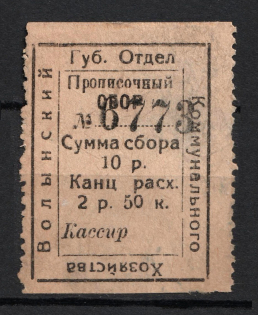 Губ. Отдел
Коммунального
Хозяйства
Волынский
Прописочный
СБОР
№ 6773
Сумма сбора
10 р.
Канц расх.
2 р. 50 к.
Кассир